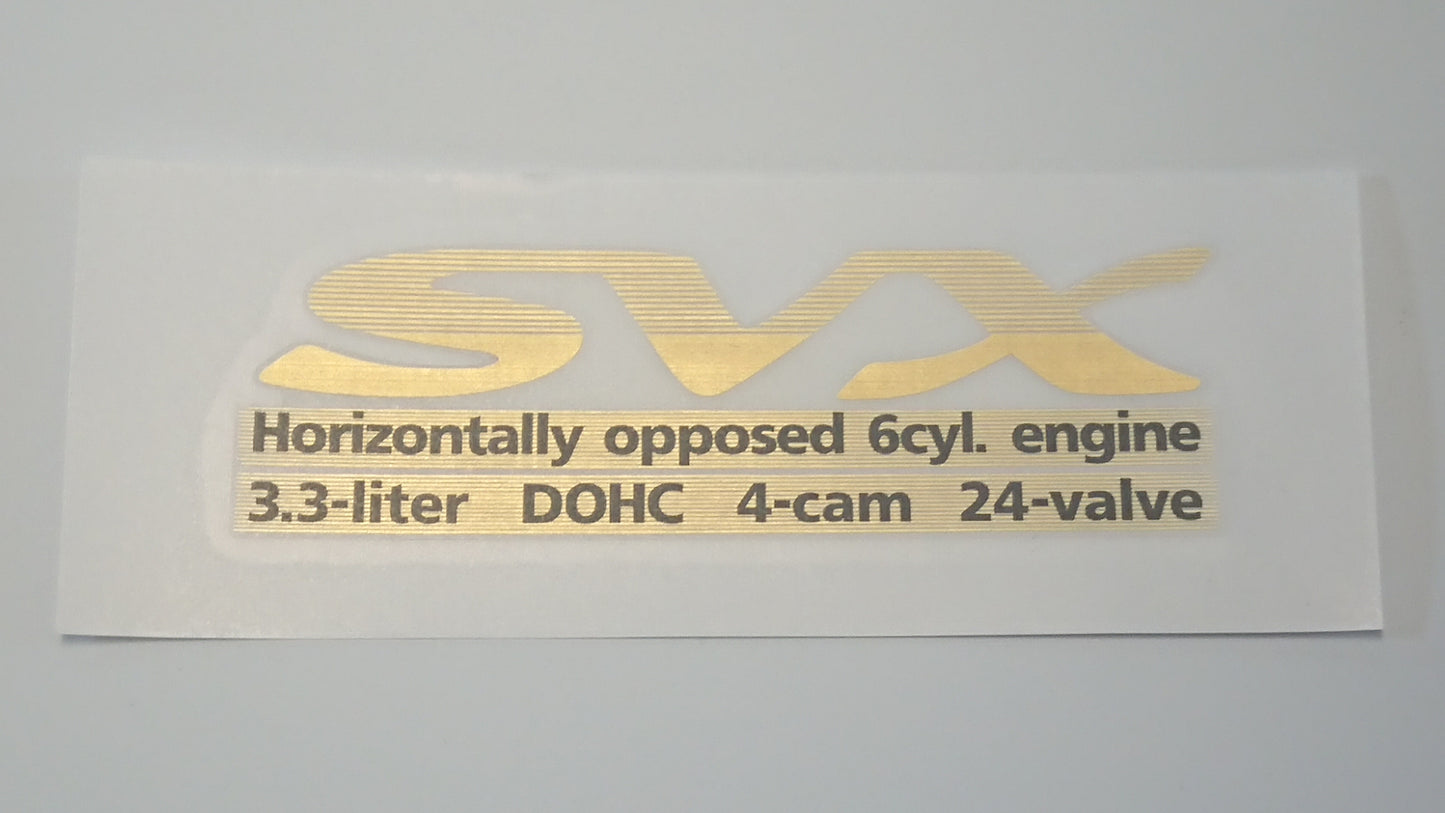 SVX
Horizontally opposed 6cyl. engine
3.3-liter DOHC 4-cam 24-valve